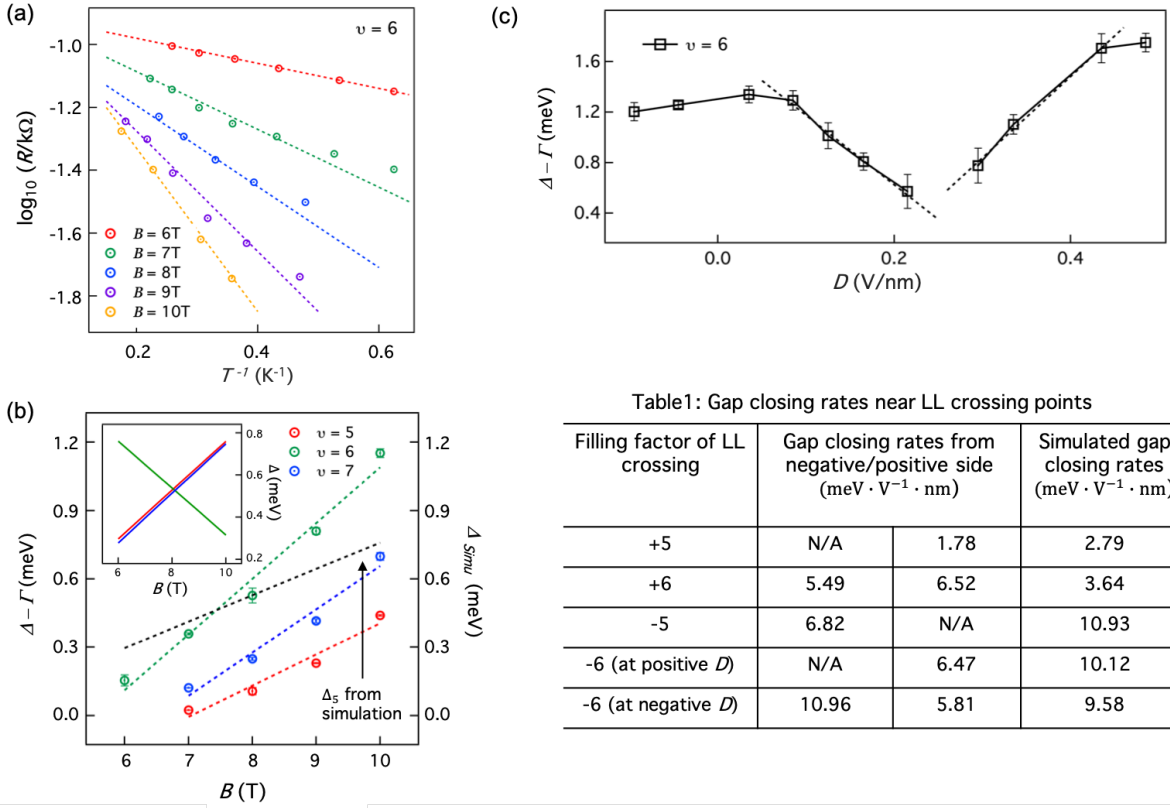 (a)
υ = 6
-1.0
-1.2
-1.4
-1.6
-1.8
log10 (R/kΩ)
B = 6T
B = 7T
B = 8T
B = 9T
B = 10T
0.2
0.4
0.6
T⁻¹ (K⁻¹)
(c)
υ = 6
1.6
1.2
0.8
0.4
Δ – Γ (meV)
0.0
0.2
0.4
D (V/nm)
(b)
υ = 5
υ = 6
υ = 7
1.2
0.9
0.6
0.3
0.0
Δ – Γ (meV)
0.8
0.6
0.4
0.2
Δ (meV)
6
8
10
B (T)
1.2
0.9
0.6
0.3
0.0
Δ Simu (meV)
Δ5 from
simulation
6
7
8
9
10
B (T)
Table1: Gap closing rates near LL crossing points
Filling factor of LL crossing
Gap closing rates from negative/positive side (meV · V⁻¹ · nm)
Simulated gap closing rates (meV · V⁻¹ · nm)
+5 N/A 1.78 2.79
+6 5.49 6.52 3.64
-5 6.82 N/A 10.93
-6 (at positive D) N/A 6.47 10.12
-6 (at negative D) 10.96 5.81 9.58